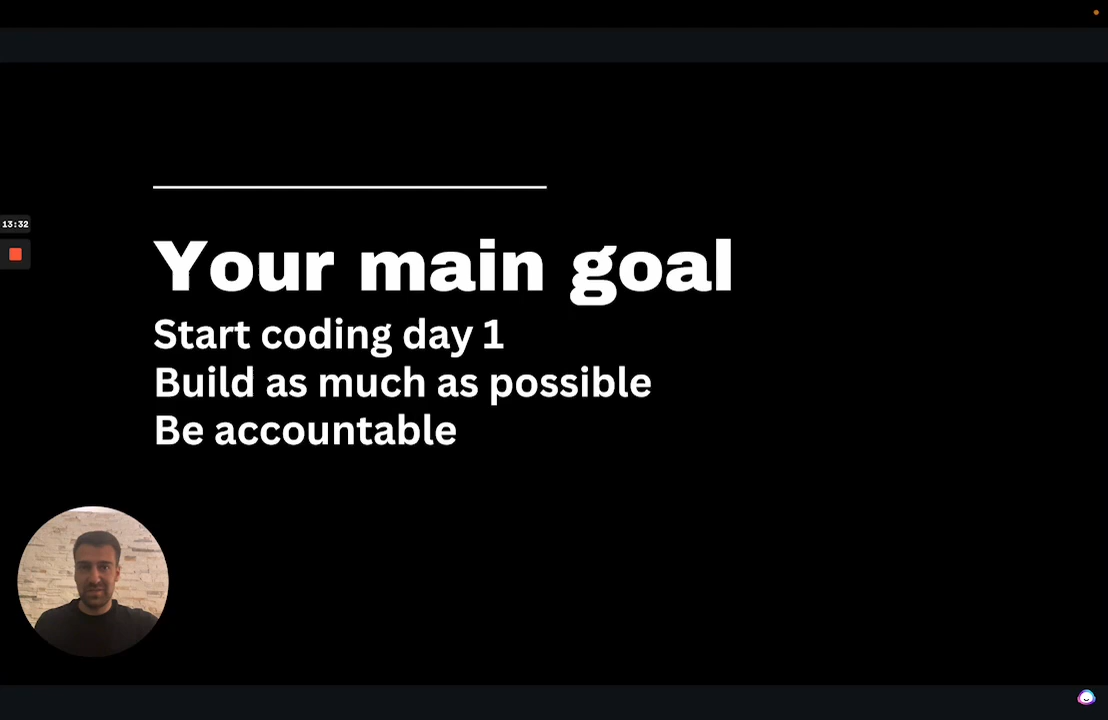 13:32
Your main goal
Start coding day 1
Build as much as possible
Be accountable